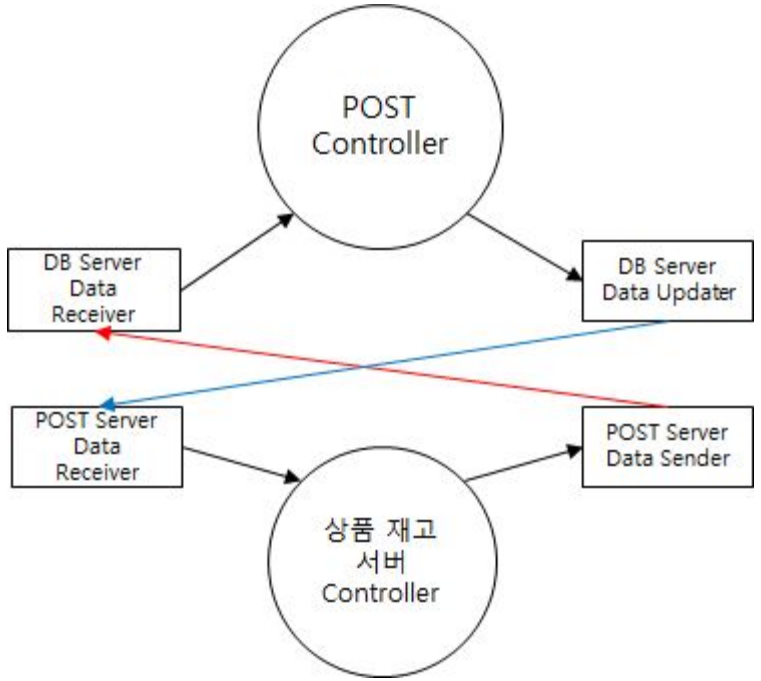 POST
Controller
DB Server
Data
Receiver
DB Server
Data Updater
POST Server
Data
Receiver
POST Server
Data Sender
상품 재고
서버
Controller